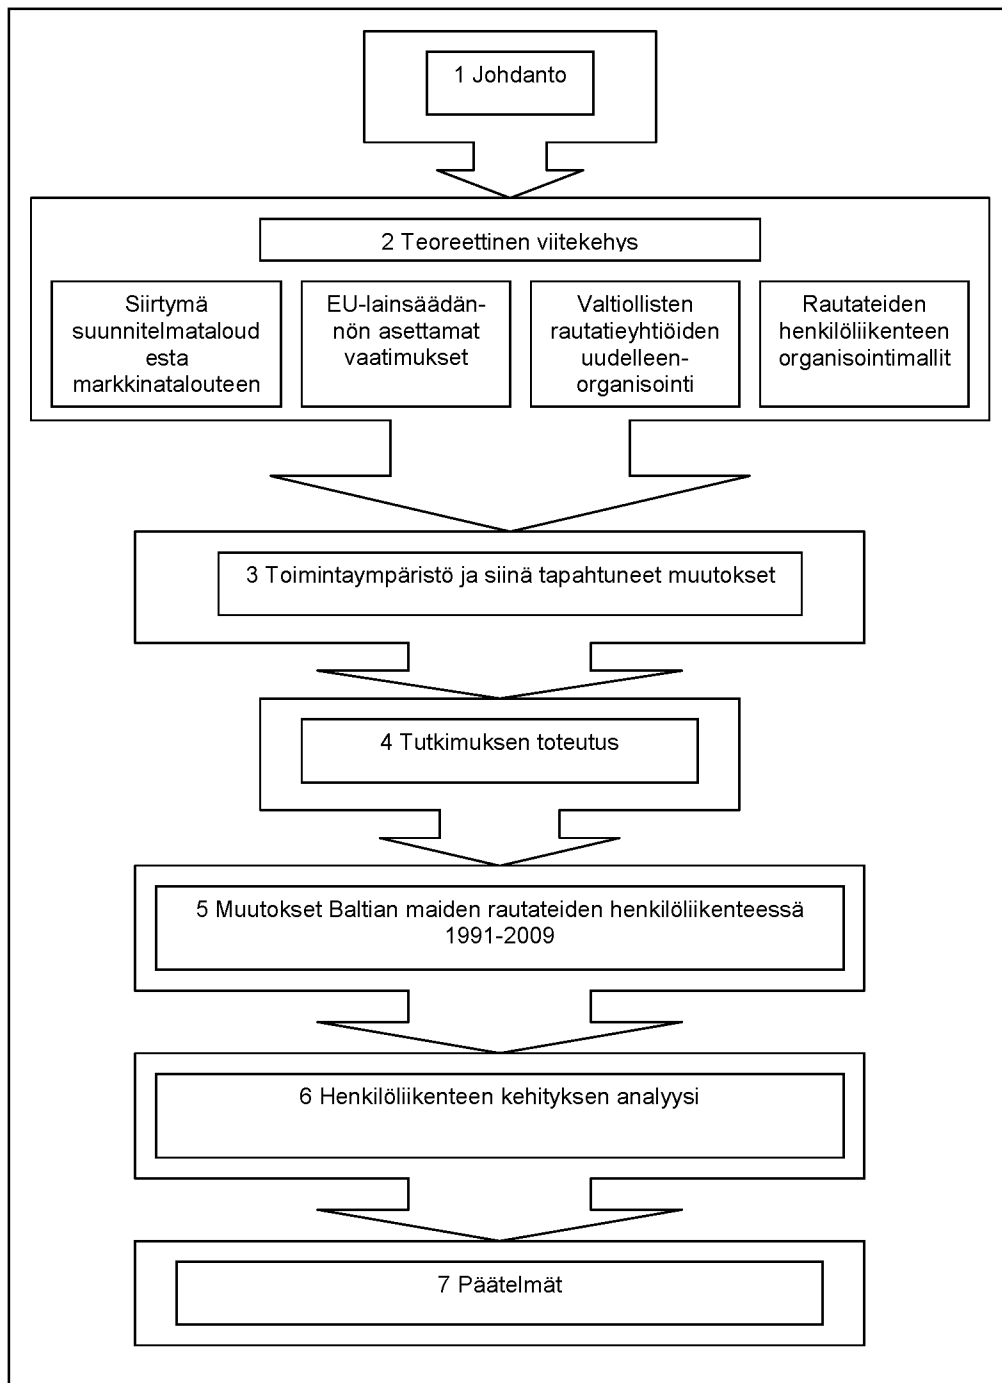 1 Johdanto
2 Teoreettinen viitekehys
Siirtymä
suunnitelmataloud
esta
markkinatalouteen
EU-lainsäädän-
nön asettamat
vaatimukset
Valtiollisten
rautatieyhtiöiden
uudelleen-
organisointi
Rautateiden
henkilöliikenteen
organisointimallit
3 Toimintaympäristö ja siinä tapahtuneet muutokset
4 Tutkimuksen toteutus
5 Muutokset Baltian maiden rautateiden henkilöliikenteessä
1991-2009
6 Henkilöliikenteen kehityksen analyysi
7 Päätelmät